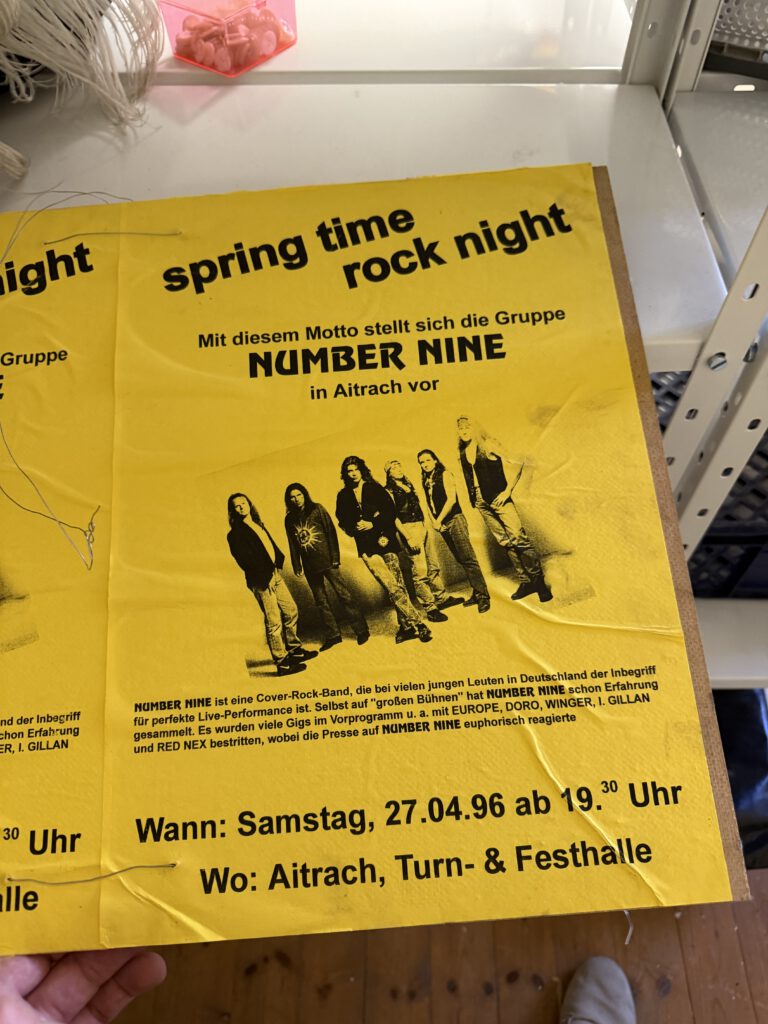 spring time
rock night
Mit diesem Motto stellt sich die Gruppe
NUMBER NINE
in Aitrach vor
NUMBER NINE ist eine Cover-Rock-Band, die bei vielen jungen Leuten in Deutschland der Inbegriff
für perfekte Live-Performance ist. Selbst auf "großen Bühnen" hat NUMBER NINE schon Erfahrung
gesammelt. Es wurden viele Gigs im Vorprogramm u. a. mit EUROPE, DORO, WINGER, I. GILLAN
und RED NEX bestritten, wobei die Presse auf NUMBER NINE euphorisch reagierte
Wann: Samstag, 27.04.96 ab 19.30 Uhr
Wo: Aitrach, Turn- & Festhalle
night
Gruppe
E
nd der Inbegriff
chon Erfahrung
ER, I. GILLAN
30 Uhr
alle